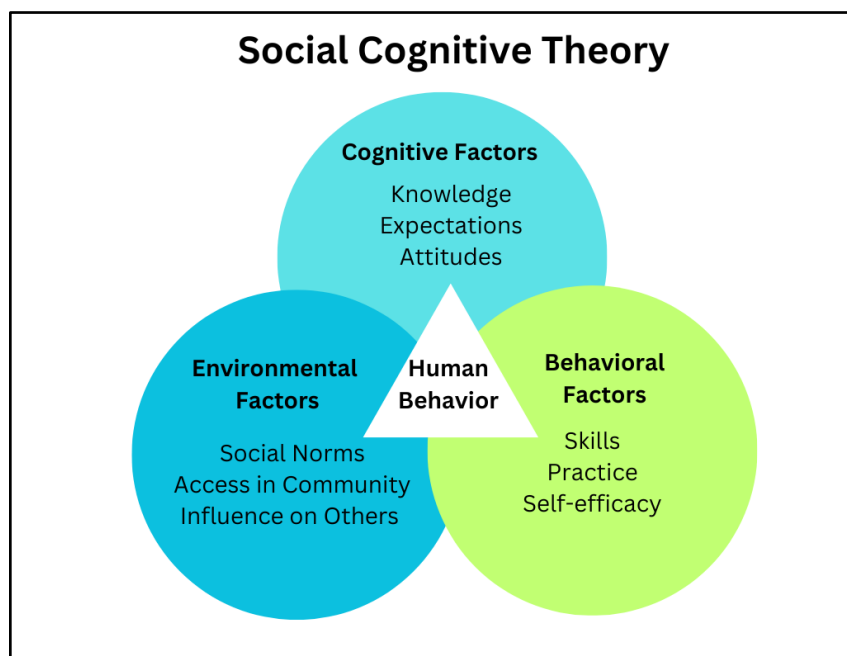 Social Cognitive Theory
Cognitive Factors
Knowledge
Expectations
Attitudes
Environmental
Factors
Social Norms
Access in Community
Influence on Others
Human
Behavior
Behavioral
Factors
Skills
Practice
Self-efficacy